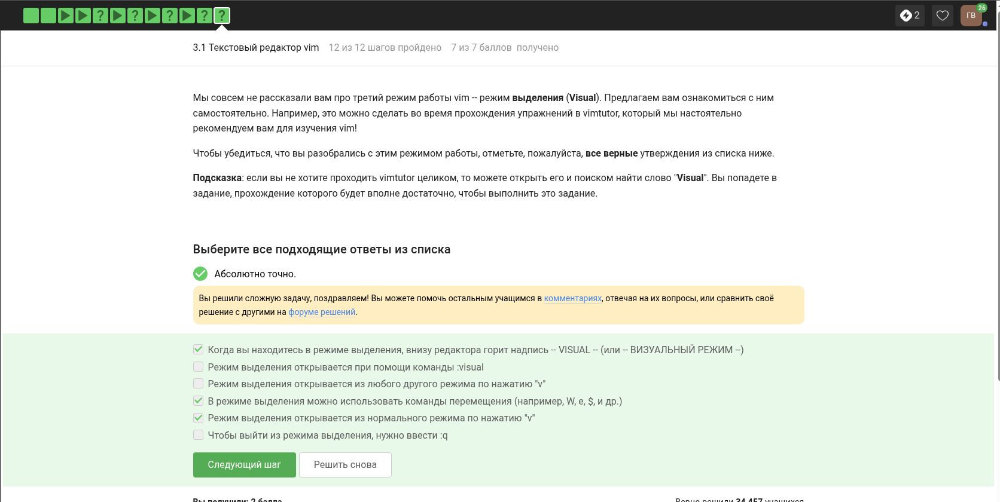 ? ? ? ? ?
2
ГВ
26
3.1 Текстовый редактор vim 12 из 12 шагов пройдено 7 из 7 баллов получено
Мы совсем не рассказали вам про третий режим работы vim -- режим выделения (Visual). Предлагаем вам ознакомиться с ним
самостоятельно. Например, это можно сделать во время прохождения упражнений в vimtutor, который мы настоятельно
рекомендуем вам для изучения vim!
Чтобы убедиться, что вы разобрались с этим режимом работы, отметьте, пожалуйста, все верные утверждения из списка ниже.
Подсказка: если вы не хотите проходить vimtutor целиком, то можете открыть его и поиском найти слово "Visual". Вы попадете в
задание, прохождение которого будет вполне достаточно, чтобы выполнить это задание.
Выберите все подходящие ответы из списка
Абсолютно точно.
Вы решили сложную задачу, поздравляем! Вы можете помочь остальным учащимся в комментариях, отвечая на их вопросы, или сравнить своё
решение с другими на форуме решений.
Когда вы находитесь в режиме выделения, внизу редактора горит надпись -- VISUAL -- (или -- ВИЗУАЛЬНЫЙ РЕЖИМ --)
Режим выделения открывается при помощи команды :visual
Режим выделения открывается из любого другого режима по нажатию "v"
В режиме выделения можно использовать команды перемещения (например, W, e, $, и др.)
Режим выделения открывается из нормального режима по нажатию "v"
Чтобы выйти из режима выделения, нужно ввести :q
Следующий шаг Решить снова
Вы получили: 2 балла Верно решили 34 457 учащихся